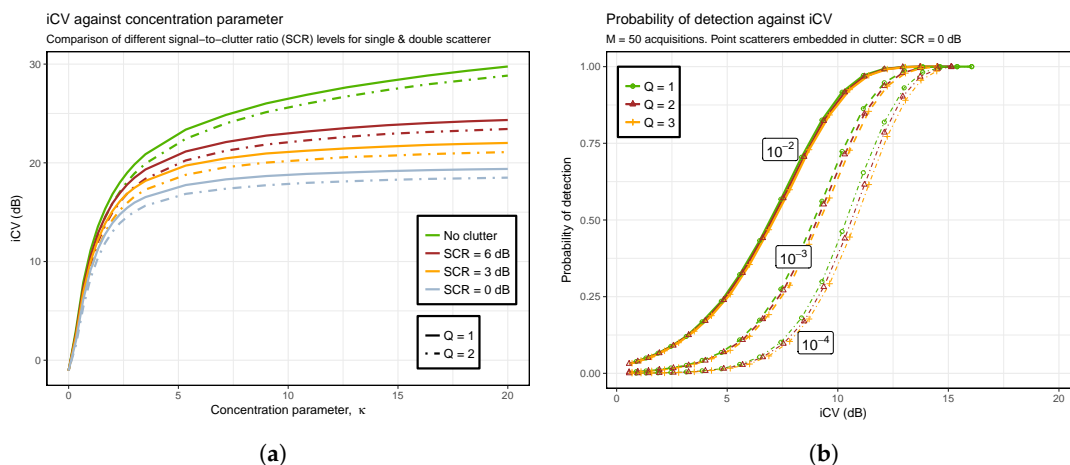 iCV against concentration parameter
Comparison of different signal−to−clutter ratio (SCR) levels for single & double scatterer
30
20
10
0
iCV (dB)
No clutter
SCR = 6 dB
SCR = 3 dB
SCR = 0 dB
Q = 1
Q = 2
0 5 10 15 20
Concentration parameter, κ
(a)
Probability of detection against iCV
M = 50 acquisitions. Point scatterers embedded in clutter: SCR = 0 dB
1.00
0.75
0.50
0.25
0.00
Probability of detection
Q = 1
Q = 2
Q = 3
10⁻²
10⁻³
10⁻⁴
0 5 10 15 20
iCV (dB)
(b)